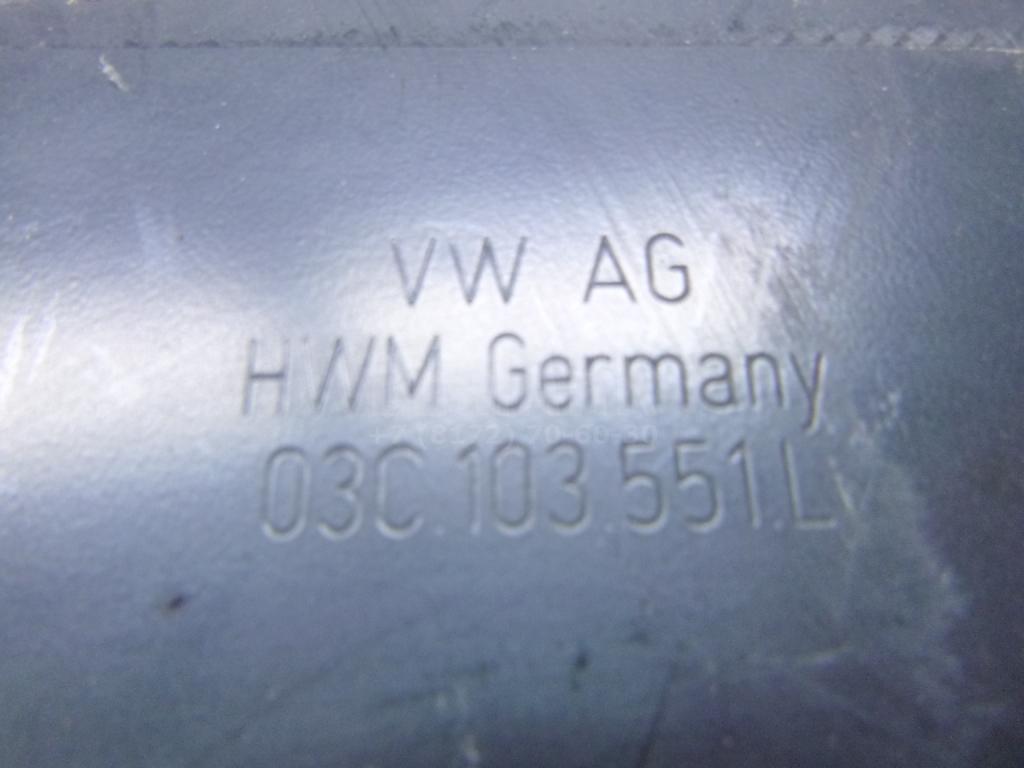 VW AG
HWM Germany
03C.103.551.L